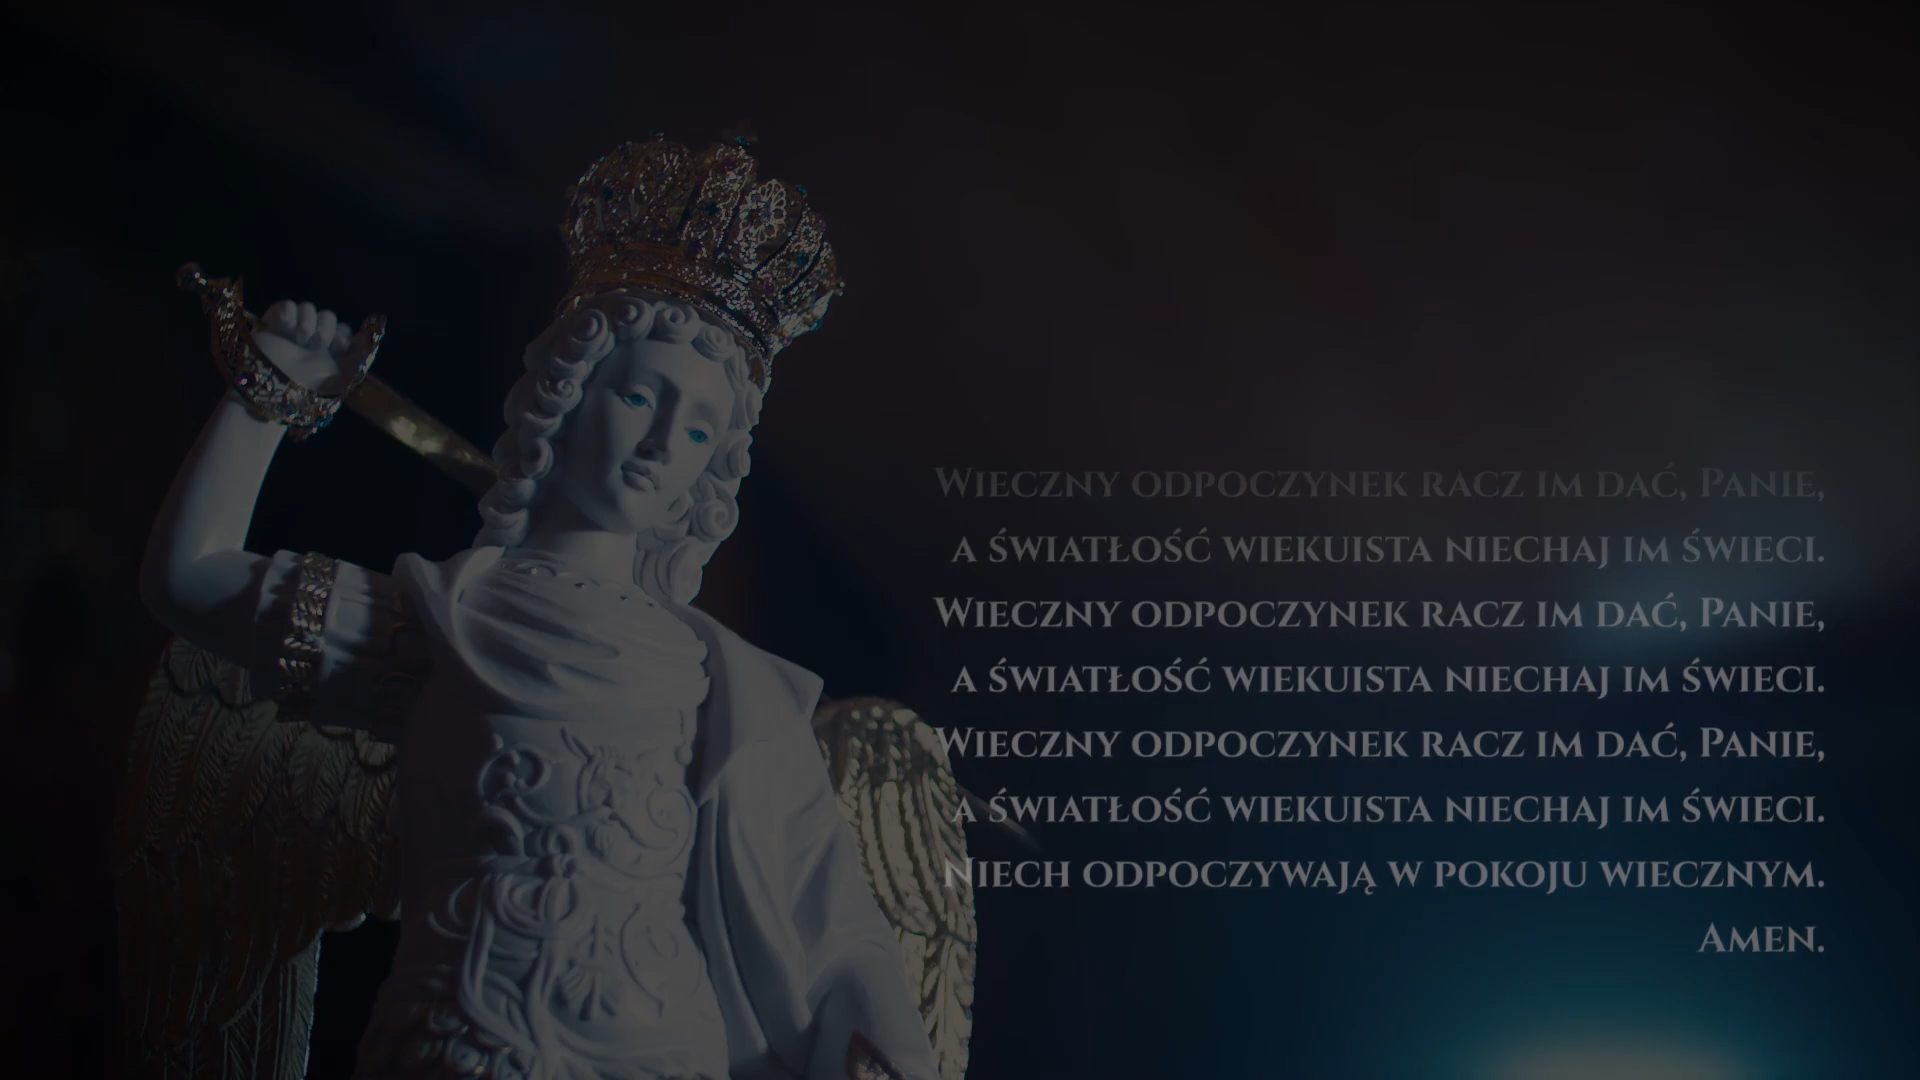 Wieczny odpoczynek racz im dać, Panie,
a światłość wiekuista niechaj im świeci.
Wieczny odpoczynek racz im dać, Panie,
a światłość wiekuista niechaj im świeci.
Wieczny odpoczynek racz im dać, Panie,
a światłość wiekuista niechaj im świeci.
Niech odpoczywają w pokoju wiecznym.
Amen.